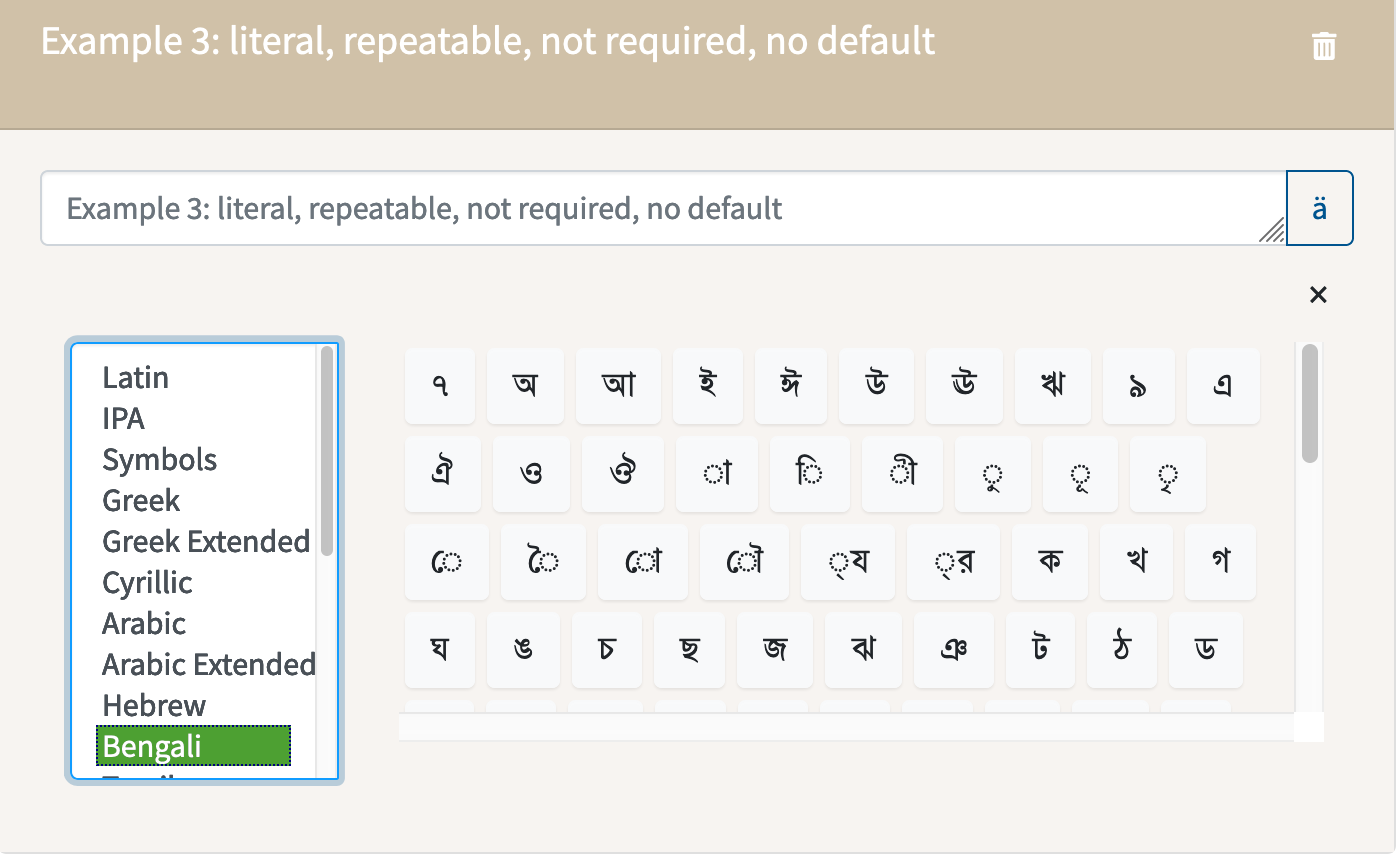 Example 3: literal, repeatable, not required, no default
Example 3: literal, repeatable, not required, no default
ä
×
Latin
IPA
Symbols
Greek
Greek Extended
Cyrillic
Arabic
Arabic Extended
Hebrew
Bengali
৭ অ আ ই ঈ উ ঊ ঋ ঌ এ
ঐ ও ঔ া ি ী ু ূ ৃ
ে ৈ ো ৌ ্য ্র ক খ গ
ঘ ঙ চ ছ জ ঝ ঞ ট ঠ ড